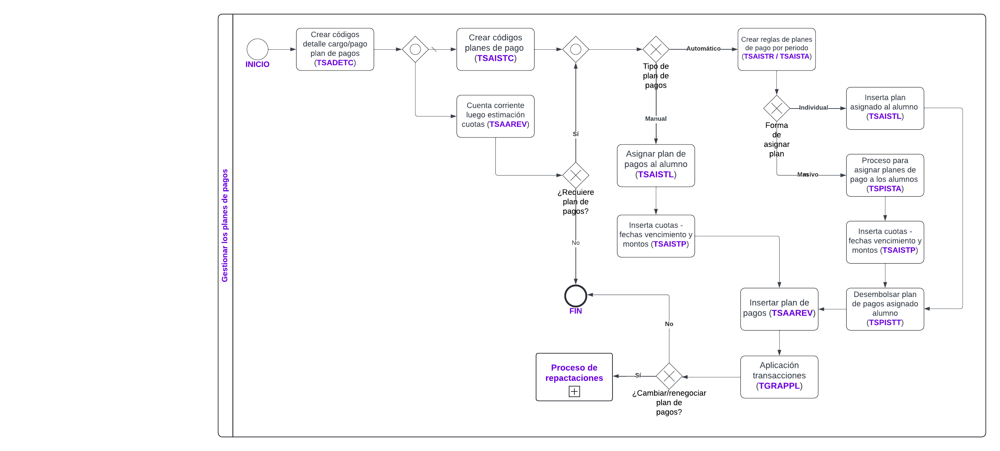 Gestionar los planes de pagos
INICIO
Crear códigos
detalle cargo/pago
plan de pagos
(TSADETC)
Crear códigos
planes de pago
(TSAISTC)
Cuenta corriente
luego estimación
cuotas (TSAAREV)
Sí
¿Requiere
plan de
pagos?
No
FIN
Tipo de
plan de
pagos
Automático
Manual
Asignar plan de
pagos al alumno
(TSAISTL)
Inserta cuotas -
fechas vencimiento y
montos (TSAISTP)
Crear reglas de planes
de pago por periodo
(TSAISTR / TSAISTA)
Forma
de
asignar
plan
Individual
Masivo
Inserta plan
asignado al alumno
(TSAISTL)
Proceso para
asignar planes de
pago a los alumnos
(TSPISTA)
Inserta cuotas -
fechas vencimiento y
montos (TSAISTP)
Desembolsar plan
de pagos asignado
alumno
(TSPISTT)
Insertar plan de
pagos (TSAAREV)
Aplicación
transacciones
(TGRAPPL)
¿Cambiar/renegociar
plan de
pagos?
No
Sí
Proceso de
repactaciones